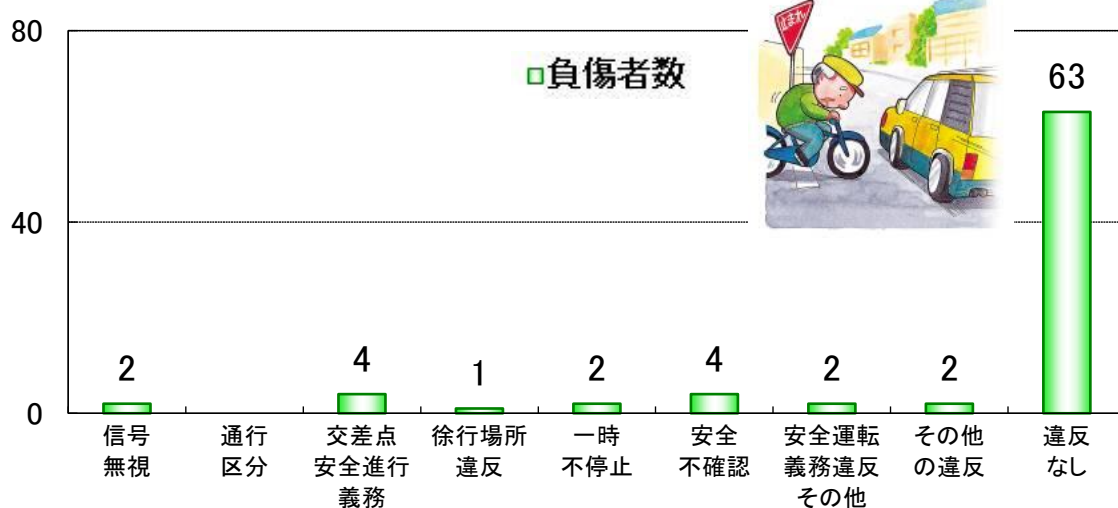 80
止まれ
負傷者数
63
40
2
4
1
2
4
2
2
0
信号
無視
通行
区分
交差点
安全進行
義務
徐行場所
違反
一時
不停止
安全
不確認
安全運転
義務違反
その他
その他
の違反
違反
なし